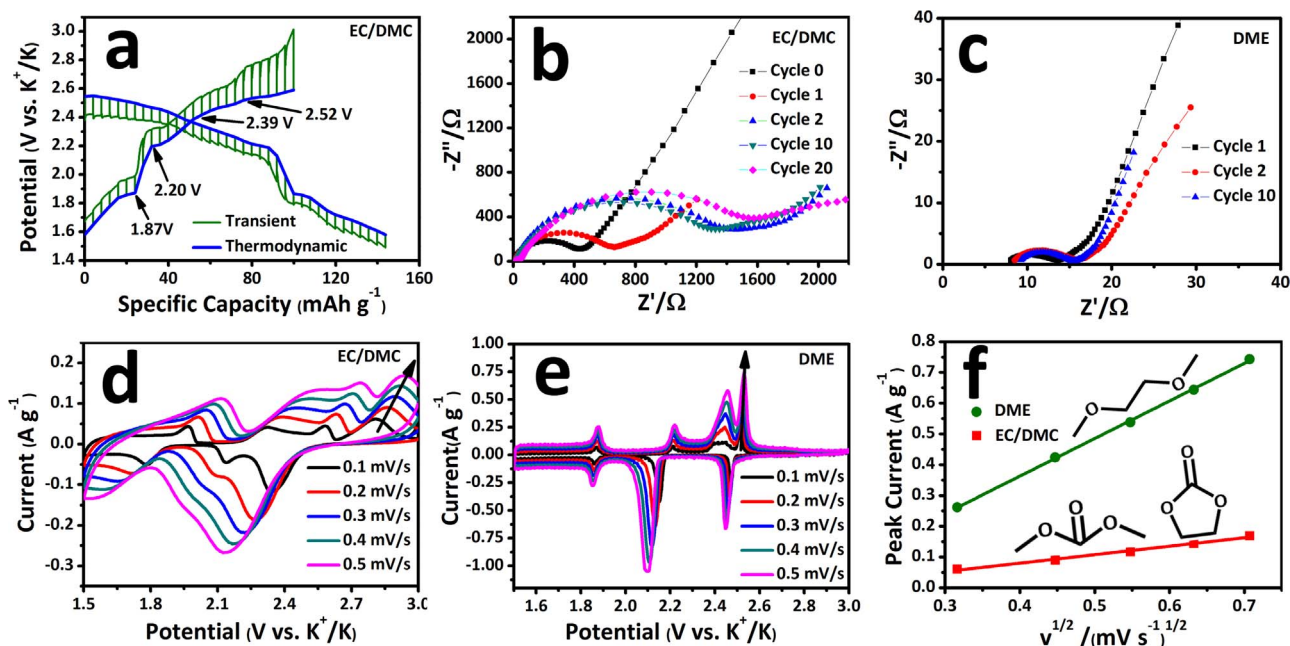 a
EC/DMC
3.0
2.8
2.6
2.4
2.2
2.0
1.8
1.6
1.4
2.52 V
2.39 V
2.20 V
1.87V
Transient
Thermodynamic
0 40 80 120 160
Specific Capacity (mAh g⁻¹)
Potential (V vs. K⁺/K)
b
EC/DMC
-2200
2000
1600
1200
800
400
0
Cycle 0
Cycle 1
Cycle 2
Cycle 10
Cycle 20
0 400 800 1200 1600 2000
Z'/Ω
-Z''/Ω
c
DME
40
30
20
10
0
Cycle 1
Cycle 2
Cycle 10
0 10 20 30 40
Z'/Ω
-Z''/Ω
d
EC/DMC
0.2
0.1
0.0
-0.1
-0.2
-0.3
0.1 mV/s
0.2 mV/s
0.3 mV/s
0.4 mV/s
0.5 mV/s
1.5 1.8 2.1 2.4 2.7 3.0
Potential (V vs. K⁺/K)
Current (A g⁻¹)
e
DME
1.00
0.75
0.50
0.25
0.00
-0.25
-0.50
-0.75
-1.00
0.1 mV/s
0.2 mV/s
0.3 mV/s
0.4 mV/s
0.5 mV/s
1.6 1.8 2.0 2.2 2.4 2.6 2.8 3.0
Potential (V vs. K⁺/K)
Current(A g⁻¹)
f
0.8
0.7
0.6
0.5
0.4
0.3
0.2
0.1
0.0
DME
EC/DMC
O
O
O
O
O
O
O
O
0.3 0.4 0.5 0.6 0.7
v^1/2 /(mV s⁻¹)^1/2
Peak Current (A g⁻¹)